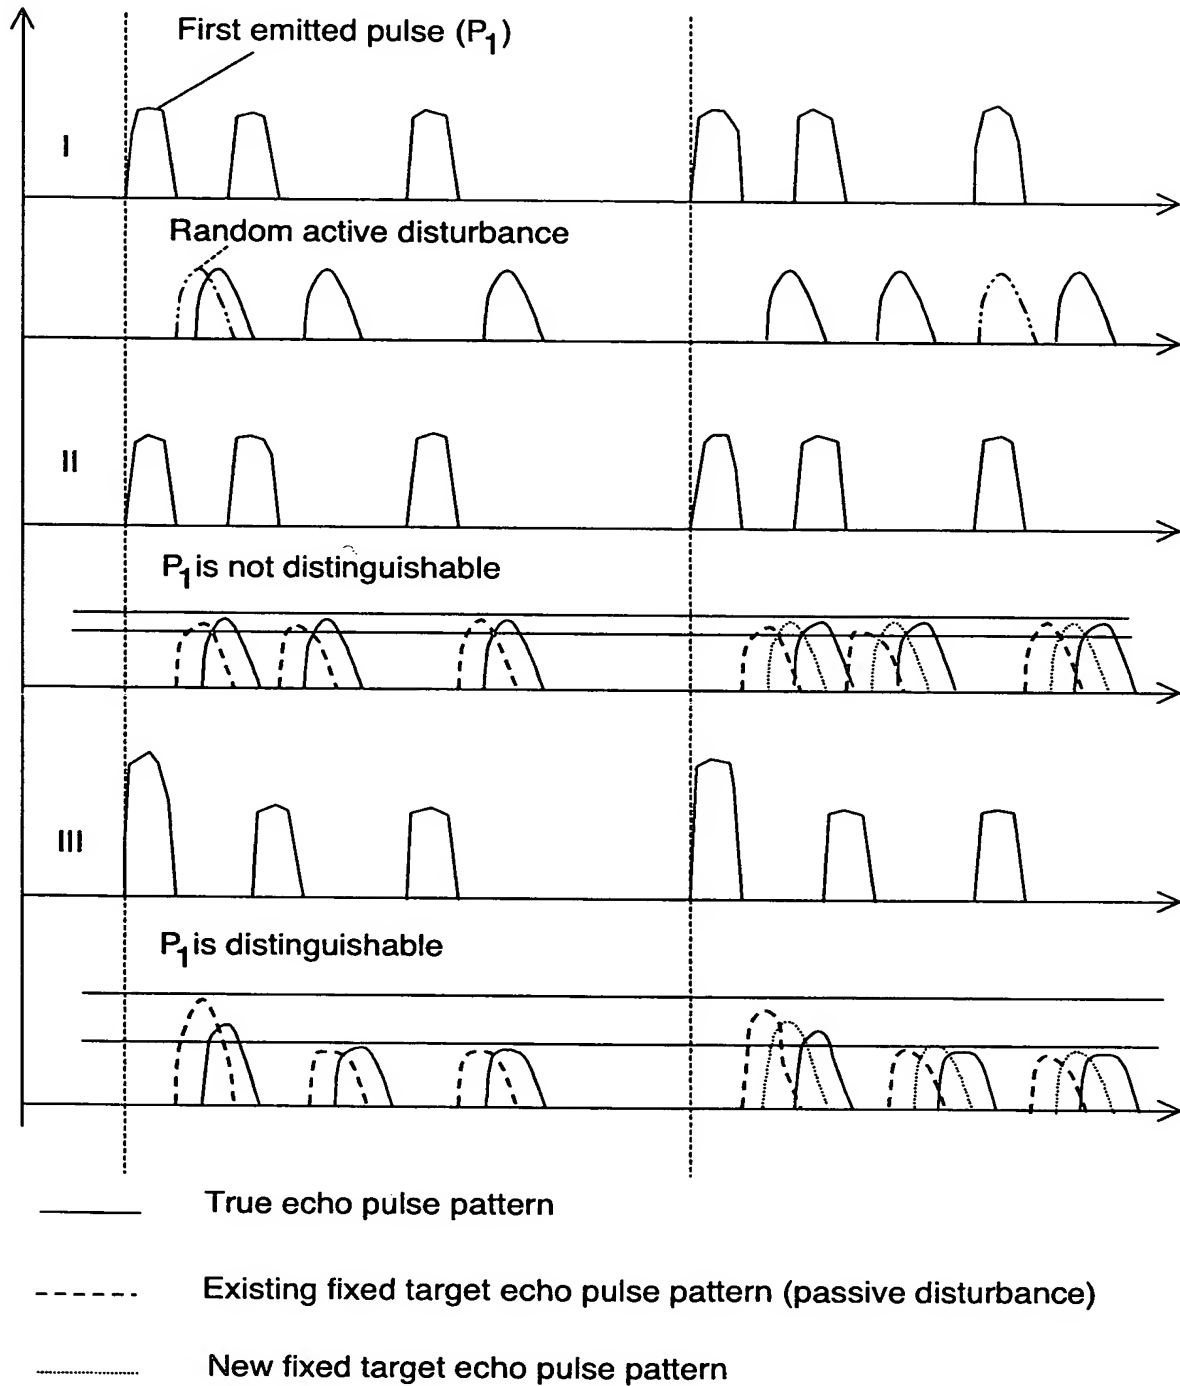 First emitted pulse (P1)
I
Random active disturbance
II
P1 is not distinguishable
III
P1 is distinguishable
True echo pulse pattern
Existing fixed target echo pulse pattern (passive disturbance)
New fixed target echo pulse pattern